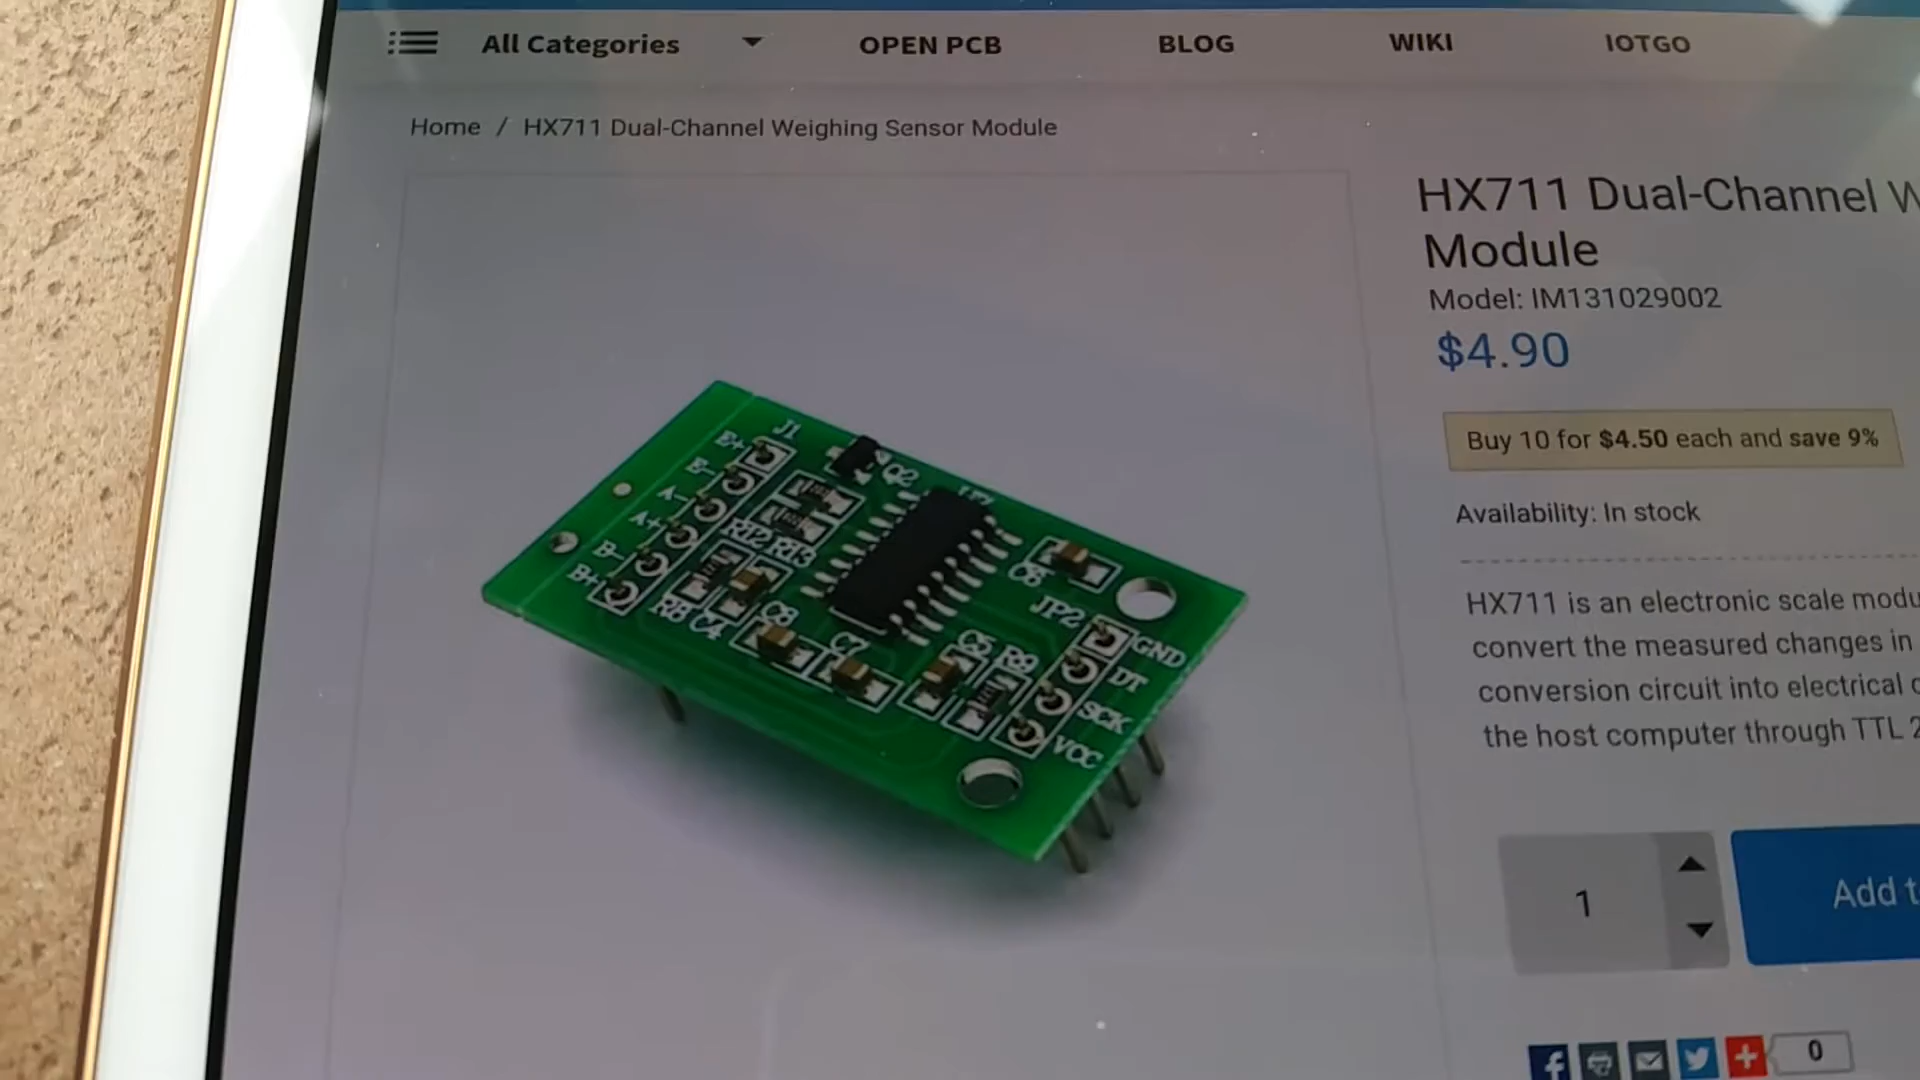 All Categories
OPEN PCB
BLOG
WIKI
IOTGO
Home / HX711 Dual-Channel Weighing Sensor Module
HX711 Dual-Channel W
Module
Model: IM131029002
$4.90
Buy 10 for $4.50 each and save 9%
Availability: In stock
HX711 is an electronic scale modu
convert the measured changes in
conversion circuit into electrical o
the host computer through TTL 2
1
Add t
0
J1
E+
E-
A-
A+
B-
B+
Q2
R12 R13
R8 C4
C8
C7
C6
C5
R9
JP2
GND
DT
SCK
VCC